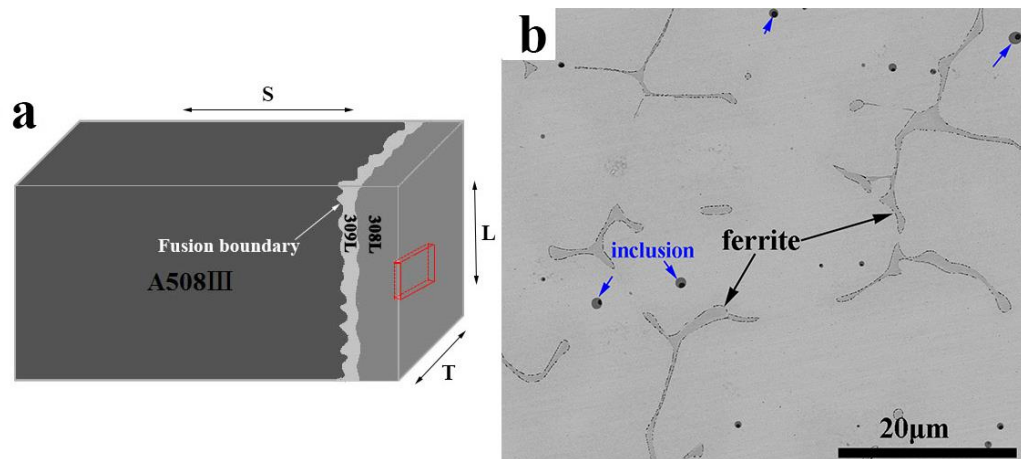 a
S
Fusion boundary
309L
308L
A508III
L
T
b
inclusion
ferrite
20μm